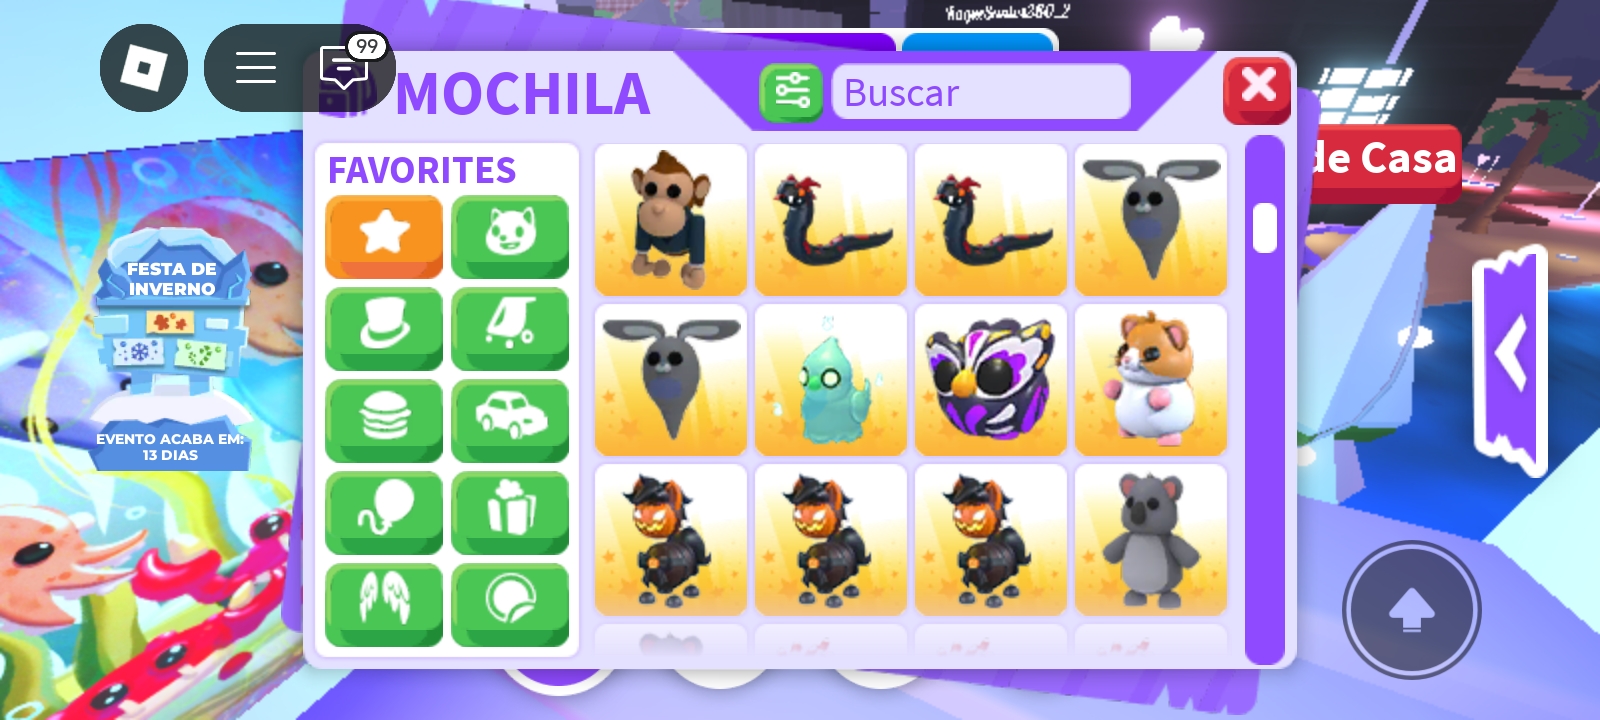 99
MOCHILA
Buscar
FAVORITES
de Casa
FESTA DE
INVERNO
EVENTO ACABA EM:
13 DIAS